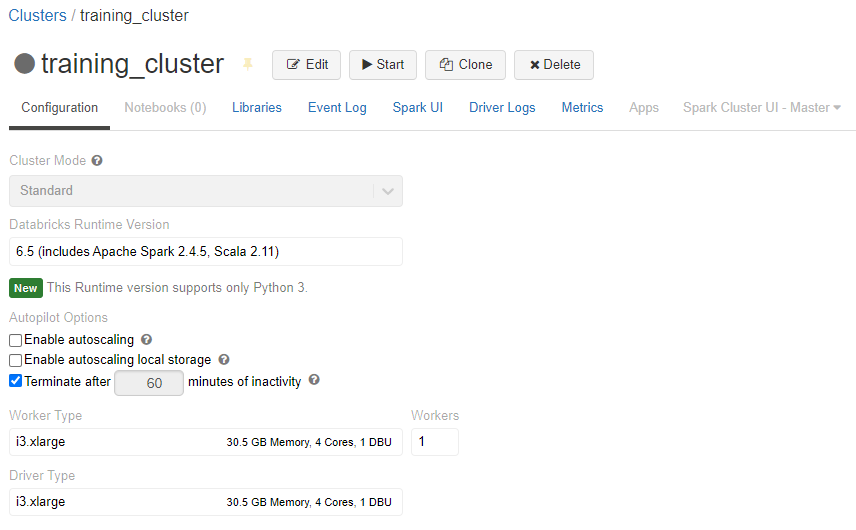 Clusters / training_cluster
training_cluster Edit Start Clone Delete
Configuration Notebooks (0) Libraries Event Log Spark UI Driver Logs Metrics Apps Spark Cluster UI - Master
Cluster Mode ?
Standard
Databricks Runtime Version
6.5 (includes Apache Spark 2.4.5, Scala 2.11)
New This Runtime version supports only Python 3.
Autopilot Options
Enable autoscaling ?
Enable autoscaling local storage ?
Terminate after 60 minutes of inactivity ?
Worker Type Workers
i3.xlarge 30.5 GB Memory, 4 Cores, 1 DBU 1
Driver Type
i3.xlarge 30.5 GB Memory, 4 Cores, 1 DBU